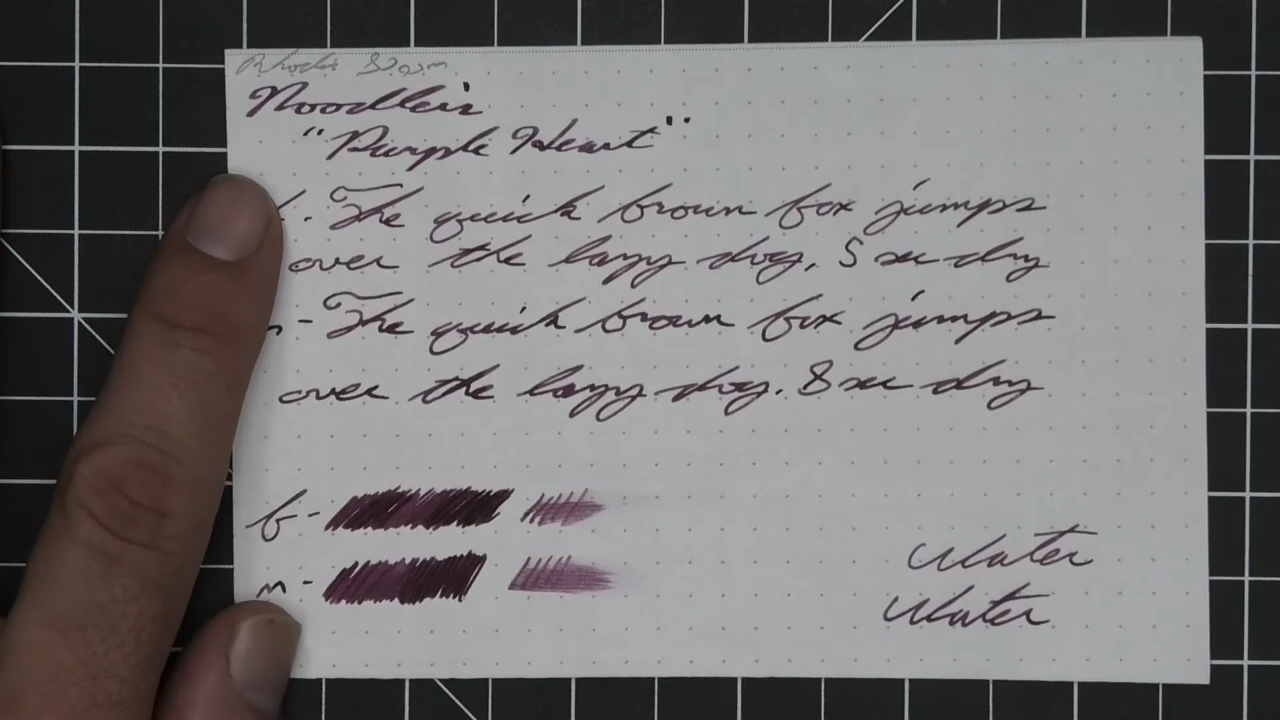 Rhodia 80gsm
Noodler's
"Purple Heart"
f - The quick brown fox jumps
over the lazy dog, 5 sec dry
- The quick brown fox jumps
over the lazy dog. 8 sec dry
f -
m -
Water
Water